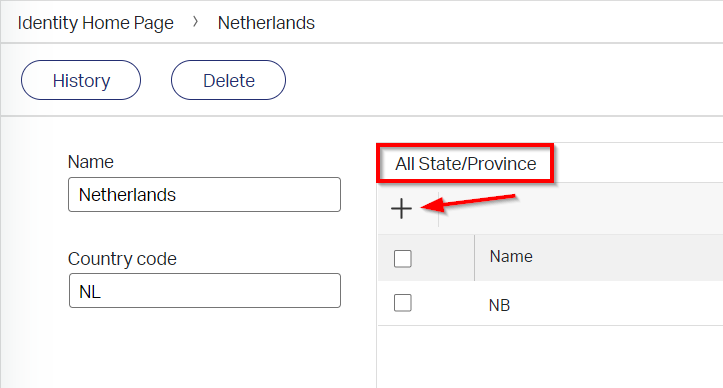 Identity Home Page > Netherlands
History Delete
Name
Netherlands
Country code
NL
All State/Province
+
Name
NB